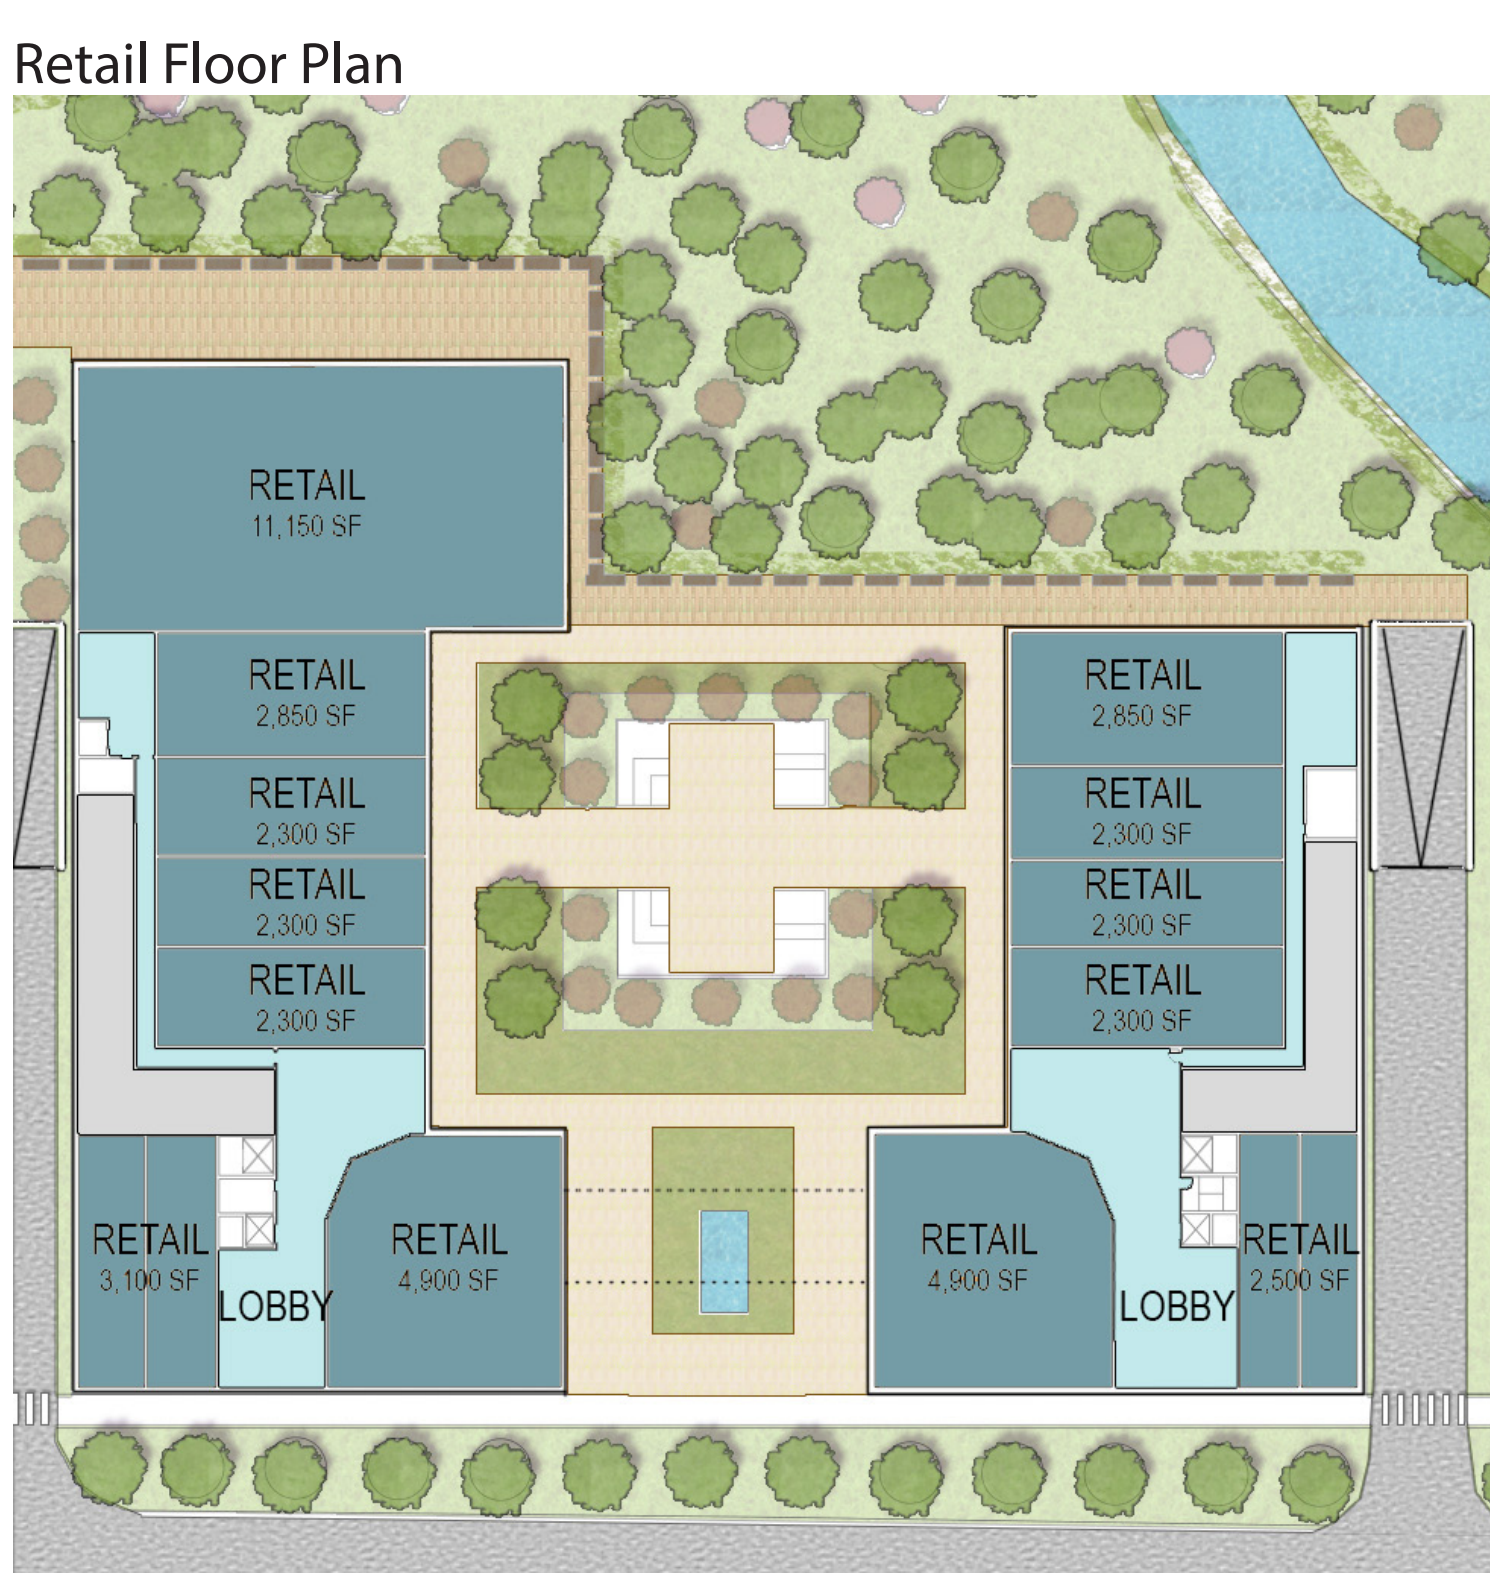 Retail Floor Plan
RETAIL
11,150 SF
RETAIL
2,850 SF
RETAIL
2,850 SF
RETAIL
2,300 SF
RETAIL
2,300 SF
RETAIL
2,300 SF
RETAIL
2,300 SF
RETAIL
2,300 SF
RETAIL
2,300 SF
RETAIL
3,100 SF
LOBBY
RETAIL
4,900 SF
RETAIL
4,900 SF
LOBBY
RETAIL
2,500 SF